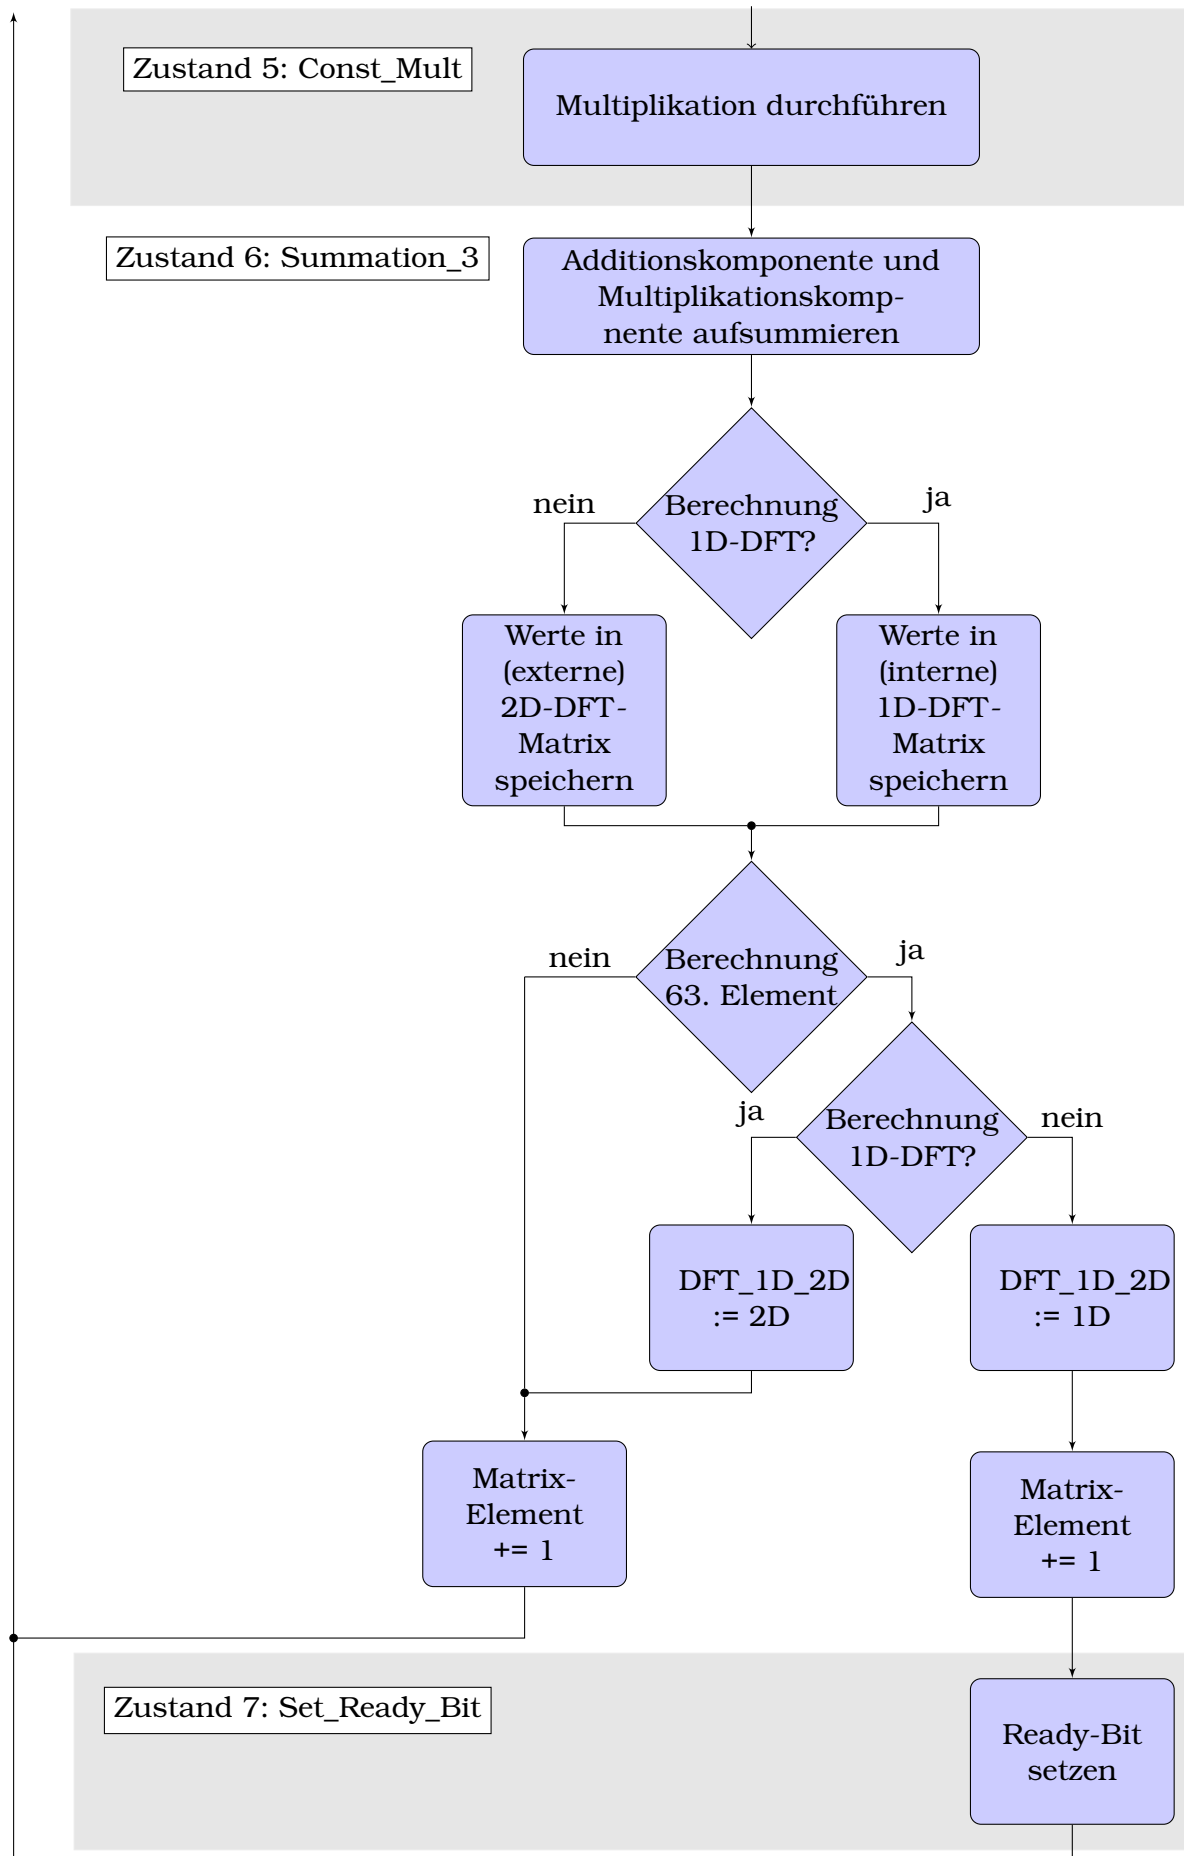 Zustand 5: Const_Mult
Multiplikation durchführen
Zustand 6: Summation_3
Additionskomponente und
Multiplikationskomp-
nente aufsummieren
nein
Berechnung
1D-DFT?
ja
Werte in
(externe)
2D-DFT-
Matrix
speichern
Werte in
(interne)
1D-DFT-
Matrix
speichern
nein
Berechnung
63. Element
ja
ja
Berechnung
1D-DFT?
nein
DFT_1D_2D
:= 2D
DFT_1D_2D
:= 1D
Matrix-
Element
+= 1
Matrix-
Element
+= 1
Zustand 7: Set_Ready_Bit
Ready-Bit
setzen